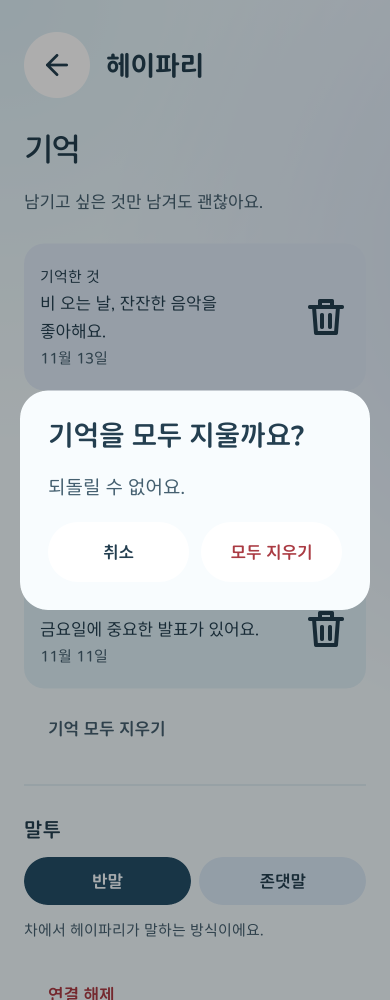 헤이파리
기억
남기고 싶은 것만 남겨도 괜찮아요.
기억한 것
비 오는 날, 잔잔한 음악을
좋아해요.
11월 13일
기억을 모두 지울까요?
되돌릴 수 없어요.
취소
모두 지우기
금요일에 중요한 발표가 있어요.
11월 11일
기억 모두 지우기
말투
반말
존댓말
차에서 헤이파리가 말하는 방식이에요.
연결 해제